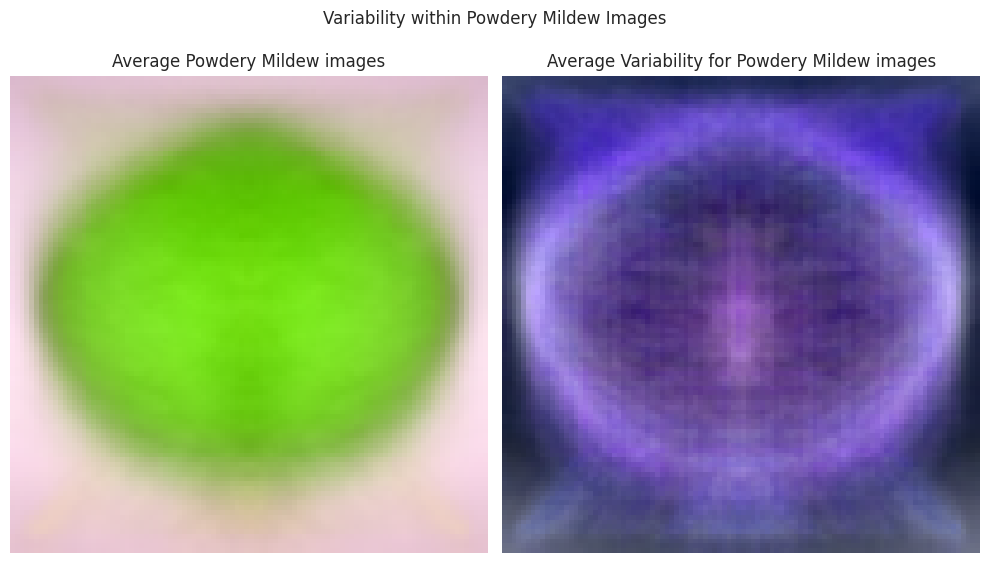 Variability within Powdery Mildew Images
Average Powdery Mildew images
Average Variability for Powdery Mildew images